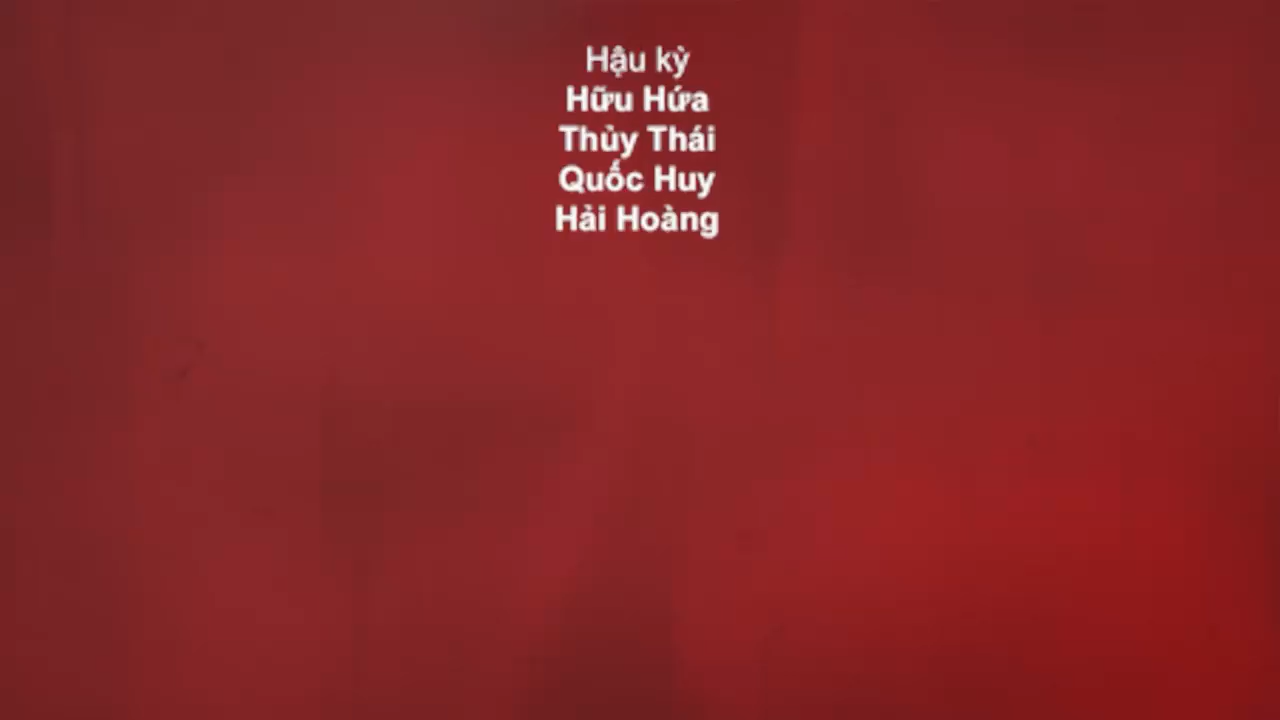 Hậu kỳ
Hữu Hứa
Thủy Thái
Quốc Huy
Hải Hoàng